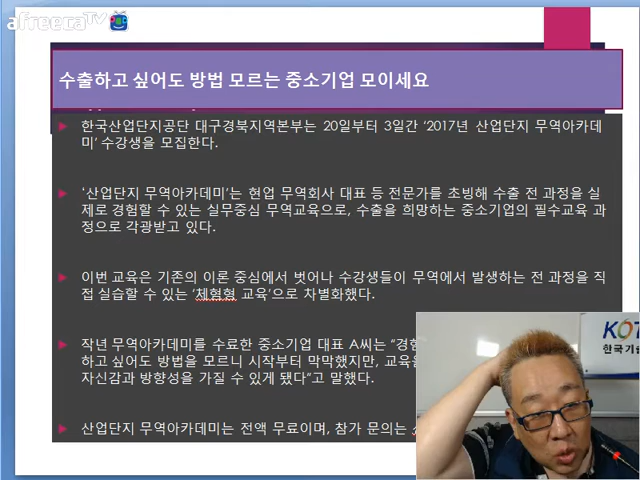 afreecaTV
수출하고 싶어도 방법 모르는 중소기업 모이세요
한국산업단지공단 대구경북지역본부는 20일부터 3일간 ‘2017년 산업단지 무역아카데
미’ 수강생을 모집한다.
‘산업단지 무역아카데미’는 현업 무역회사 대표 등 전문가를 초빙해 수출 전 과정을 실
제로 경험할 수 있는 실무중심 무역교육으로, 수출을 희망하는 중소기업의 필수교육 과
정으로 각광받고 있다.
이번 교육은 기존의 이론 중심에서 벗어나 수강생들이 무역에서 발생하는 전 과정을 직
접 실습할 수 있는 ‘체혐형 교육’으로 차별화했다.
작년 무역아카데미를 수료한 중소기업 대표 A씨는 “경험
하고 싶어도 방법을 모르니 시작부터 막막했지만, 교육을
자신감과 방향성을 가질 수 있게 됐다”고 말했다.
산업단지 무역아카데미는 전액 무료이며, 참가 문의는
KOT
한국기술